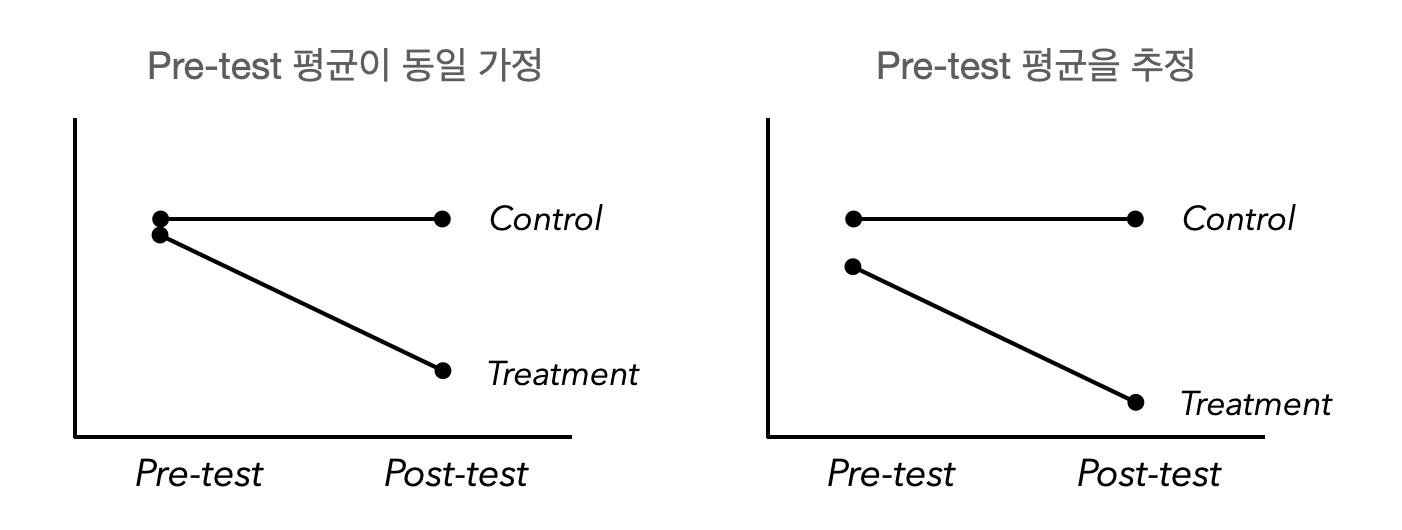 Pre-test 평균이 동일 가정
Control
Treatment
Pre-test Post-test
Pre-test 평균을 추정
Control
Treatment
Pre-test Post-test